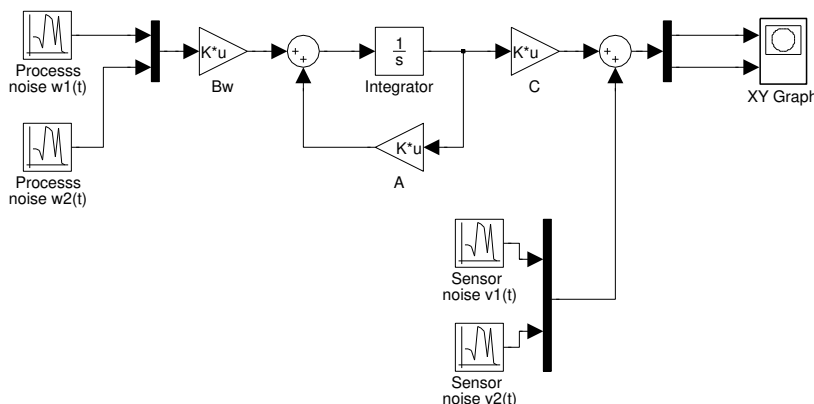 Processs
noise w1(t)
K*u
Bw
+
+
1
s
Integrator
K*u
C
+
+
XY Graph
K*u
A
Processs
noise w2(t)
Sensor
noise v1(t)
Sensor
noise v2(t)